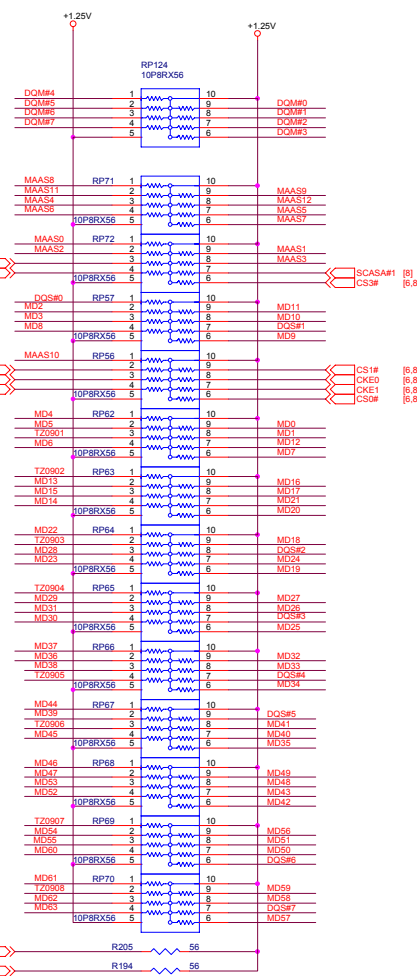 +1.25V +1.25V
RP124
10P8RX56
DQM#4 1 10
DQM#5 2 9 DQM#0
DQM#6 3 8 DQM#1
DQM#7 4 7 DQM#2
5 6 DQM#3
MAAS8 RP71 1 10
MAAS11 2 9 MAAS9
MAAS4 3 8 MAAS12
MAAS6 4 7 MAAS5
10P8RX56 5 6 MAAS7
MAAS0 RP72 1 10
MAAS2 2 9 MAAS1
3 8 MAAS3
4 7 SCASA#1 [8]
10P8RX56 5 6 CS3# [6,8
DQS#0 RP57 1 10
MD2 2 9 MD11
MD3 3 8 MD10
MD8 4 7 DQS#1
10P8RX56 5 6 MD9
MAAS10 RP56 1 10
2 9 CS1# [6,8
3 8 CKE0 [6,8
4 7 CKE1 [6,8
10P8RX56 5 6 CS0# [6,8
MD4 RP62 1 10
MD5 2 9 MD0
TZ0901 3 8 MD1
MD6 4 7 MD12
10P8RX56 5 6 MD7
TZ0902 RP63 1 10
MD13 2 9 MD16
MD15 3 8 MD17
MD14 4 7 MD21
10P8RX56 5 6 MD20
MD22 RP64 1 10
TZ0903 2 9 MD18
MD28 3 8 DQS#2
MD23 4 7 MD24
10P8RX56 5 6 MD19
TZ0904 RP65 1 10
MD29 2 9 MD27
MD31 3 8 MD26
MD30 4 7 DQS#3
10P8RX56 5 6 MD25
MD37 RP66 1 10
MD36 2 9 MD32
MD38 3 8 MD33
TZ0905 4 7 DQS#4
10P8RX56 5 6 MD34
MD44 RP67 1 10
MD39 2 9 DQS#5
TZ0906 3 8 MD41
MD45 4 7 MD40
10P8RX56 5 6 MD35
MD46 RP68 1 10
MD47 2 9 MD49
MD53 3 8 MD48
MD52 4 7 MD43
10P8RX56 5 6 MD42
TZ0907 RP69 1 10
MD54 2 9 MD56
MD55 3 8 MD51
MD60 4 7 MD50
10P8RX56 5 6 DQS#6
MD61 RP70 1 10
TZ0908 2 9 MD59
MD62 3 8 MD58
MD63 4 7 DQS#7
10P8RX56 5 6 MD57
R205 56
R194 56